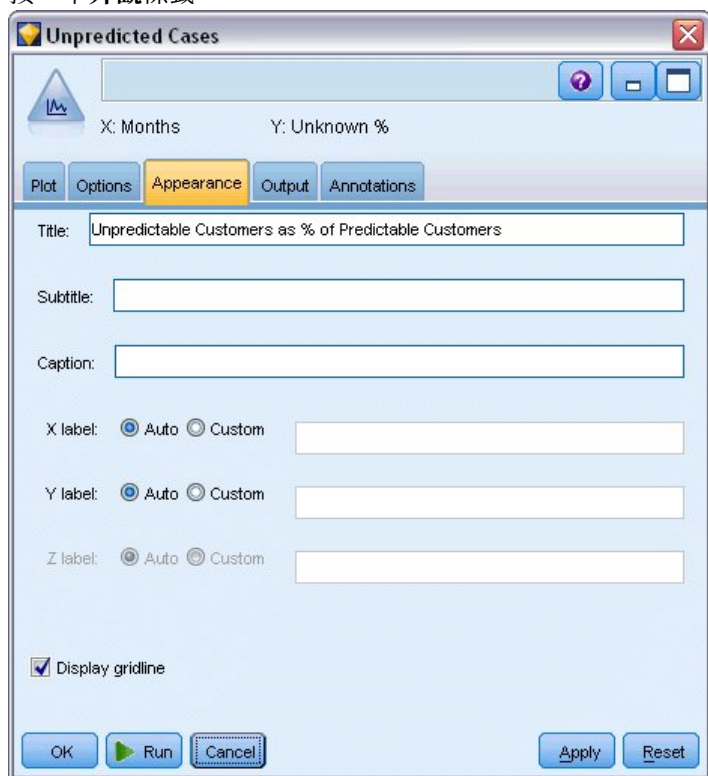 Unpredicted Cases
X: Months Y: Unknown %
Plot Options Appearance Output Annotations
Title: Unpredictable Customers as % of Predictable Customers
Subtitle:
Caption:
X label: Auto Custom
Y label: Auto Custom
Z label: Auto Custom
Display gridline
OK Run Cancel Apply Reset